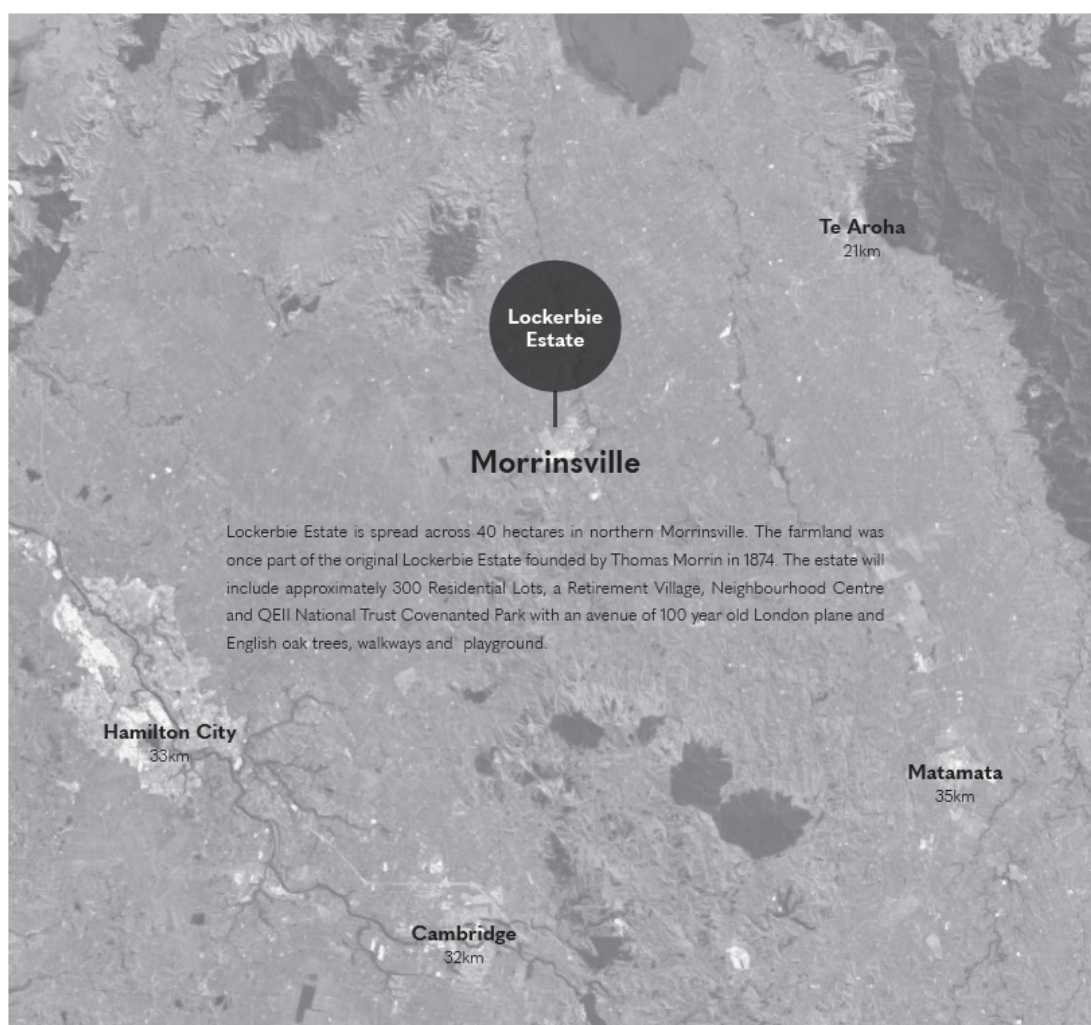 Te Aroha
21km
Lockerbie
Estate
Morrinsville
Lockerbie Estate is spread across 40 hectares in northern Morrinsville. The farmland was
once part of the original Lockerbie Estate founded by Thomas Morrin in 1874. The estate will
include approximately 300 Residential Lots, a Retirement Village, Neighbourhood Centre
and QEII National Trust Covenanted Park with an avenue of 100 year old London plane and
English oak trees, walkways and playground.
Hamilton City
33km
Matamata
35km
Cambridge
32km